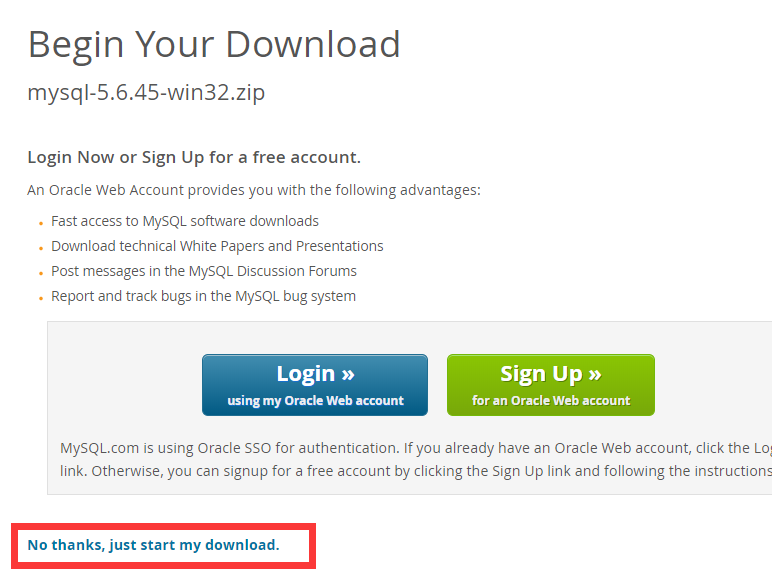 Begin Your Download
mysql-5.6.45-win32.zip
Login Now or Sign Up for a free account.
An Oracle Web Account provides you with the following advantages:
Fast access to MySQL software downloads
Download technical White Papers and Presentations
Post messages in the MySQL Discussion Forums
Report and track bugs in the MySQL bug system
Login »
using my Oracle Web account
Sign Up »
for an Oracle Web account
MySQL.com is using Oracle SSO for authentication. If you already have an Oracle Web account, click the Log
link. Otherwise, you can signup for a free account by clicking the Sign Up link and following the instructions
No thanks, just start my download.